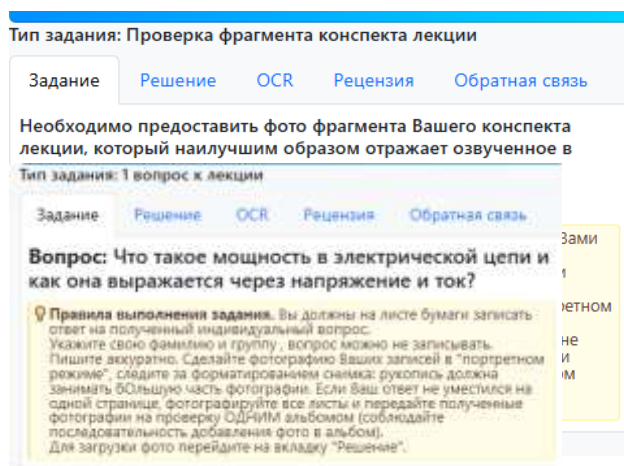 Тип задания: Проверка фрагмента конспекта лекции
Задание Решение OCR Рецензия Обратная связь
Необходимо предоставить фото фрагмента Вашего конспекта
лекции, который наилучшим образом отражает озвученное в
Тип задания: 1 вопрос к лекции
Задание Решение OCR Рецензия Обратная связь
Вопрос: Что такое мощность в электрической цепи и
как она выражается через напряжение и ток?
Правила выполнения задания. Вы должны на листе бумаги записать
ответ на полученный индивидуальный вопрос.
Укажите свою фамилию и группу , вопрос можно не записывать.
Пишите аккуратно. Сделайте фотографию Ваших записей в "портретном
режиме", следите за форматированием снимка: рукопись должна
занимать бОльшую часть фотографии. Если Ваш ответ не уместился на
одной странице, фотографируйте все листы и передайте полученные
фотографии на проверку ОДНИМ альбомом (соблюдайте
последовательность добавления фото в альбом).
Для загрузки фото перейдите на вкладку "Решение".
Вами
и
ретном
не
и
ом